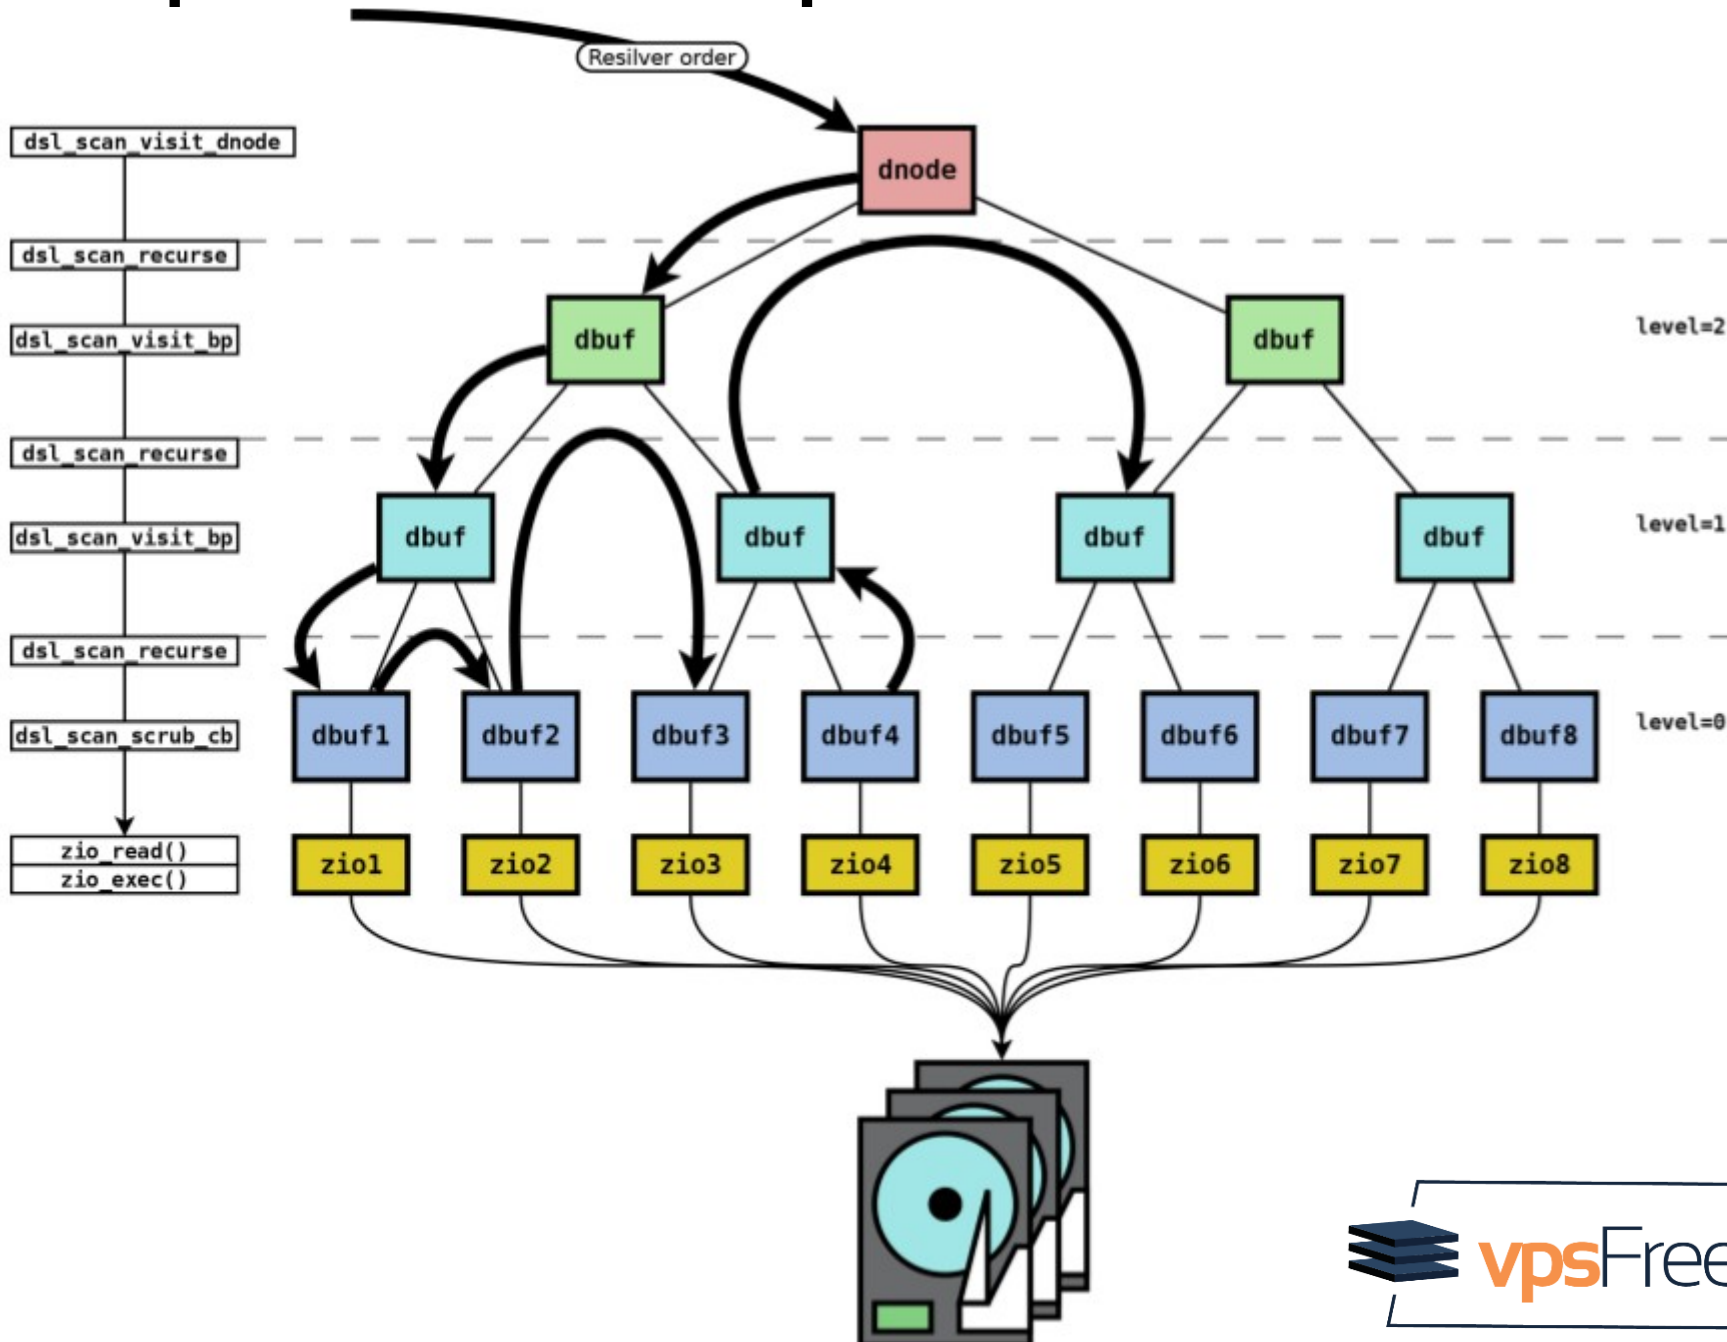 Resilver order
dsl_scan_visit_dnode
dnode
dsl_scan_recurse
dsl_scan_visit_bp
dbuf
dbuf
level=2
dsl_scan_recurse
dsl_scan_visit_bp
dbuf
dbuf
dbuf
dbuf
level=1
dsl_scan_recurse
dsl_scan_scrub_cb
dbuf1
dbuf2
dbuf3
dbuf4
dbuf5
dbuf6
dbuf7
dbuf8
level=0
zio_read()
zio_exec()
zio1
zio2
zio3
zio4
zio5
zio6
zio7
zio8
vpsFree